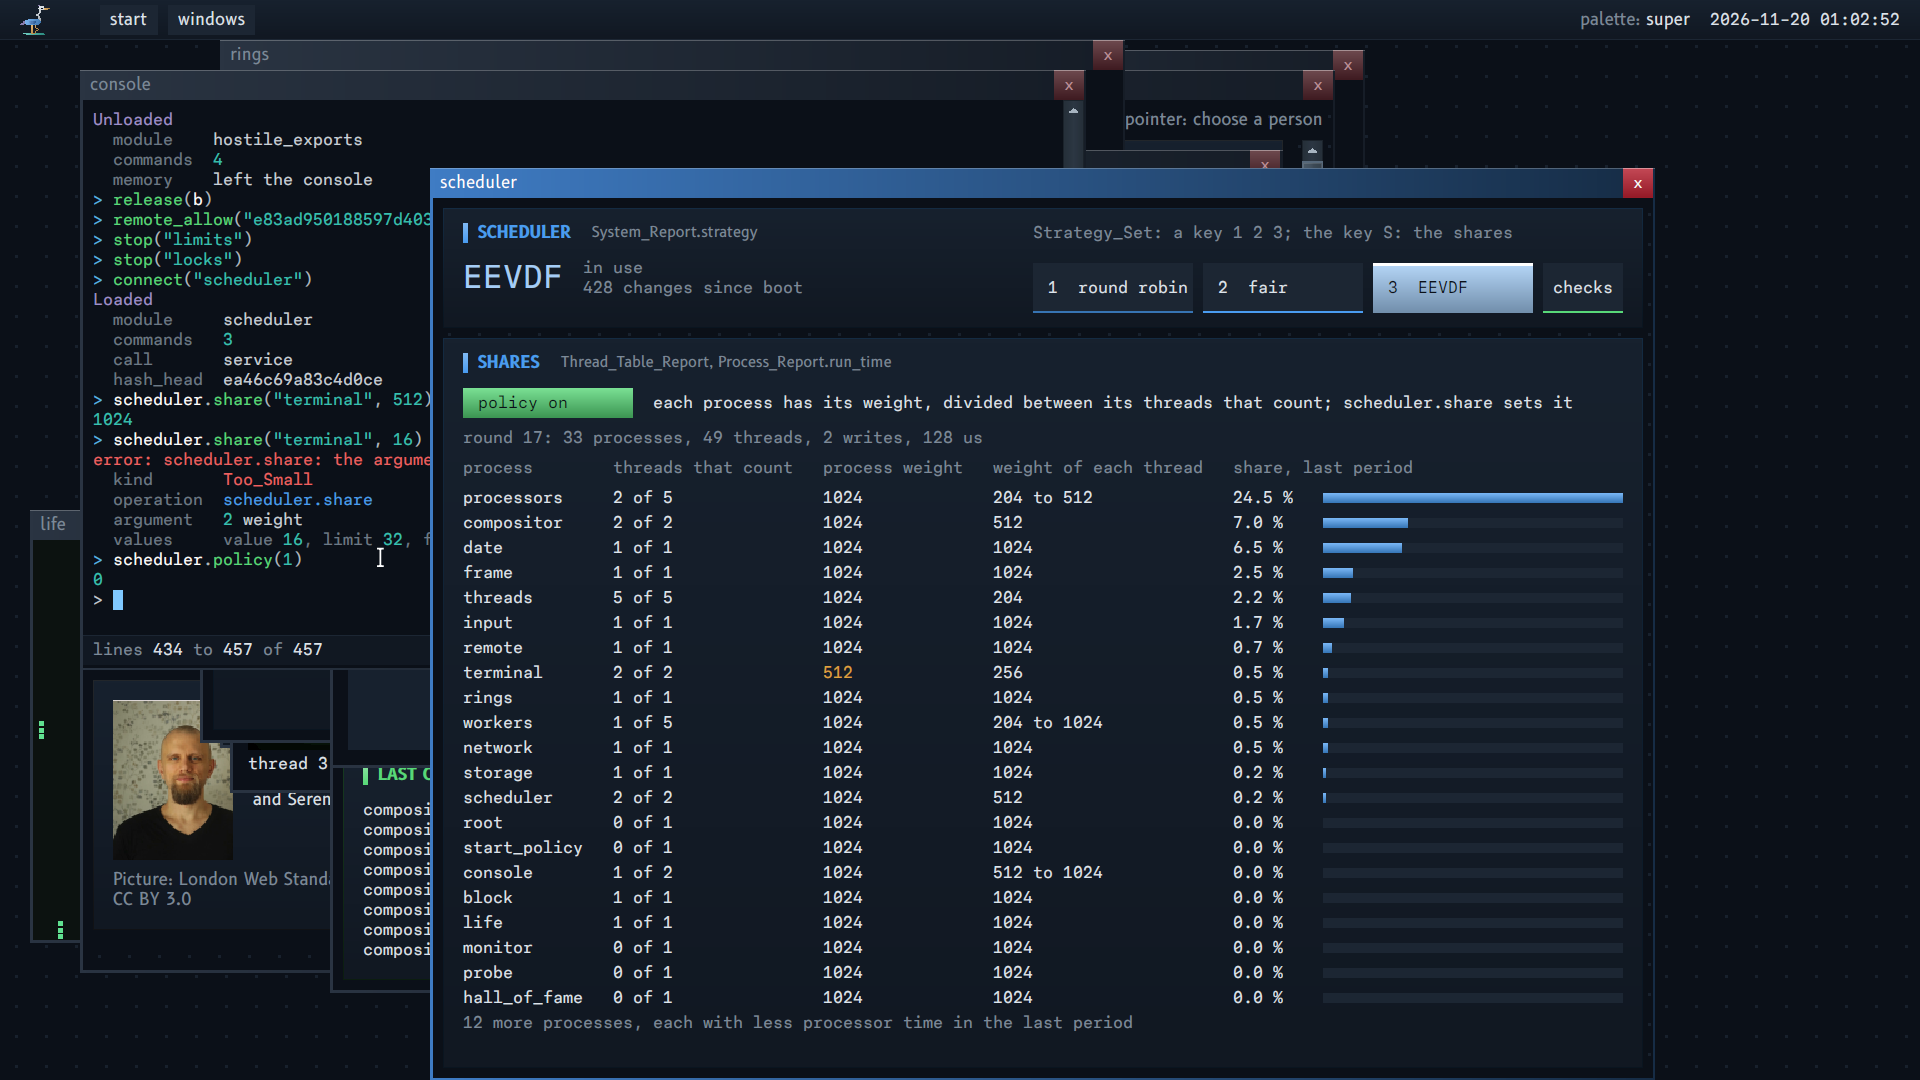 start windows palette: super 2026-11-20 01:02:52
rings x
x
console x
x
pointer: choose a person
x
Unloaded
module hostile_exports
commands 4
memory left the console
> release(b)
> remote_allow("e83ad950188597d403
> stop("limits")
> stop("locks")
> connect("scheduler")
Loaded
module scheduler
commands 3
call service
hash_head ea46c69a83c4d0ce
> scheduler.share("terminal", 512)
1024
> scheduler.share("terminal", 16)
error: scheduler.share: the argume
kind Too_Small
operation scheduler.share
argument 2 weight
values value 16, limit 32, f
> scheduler.policy(1)
0
>
lines 434 to 457 of 457
life
thread 3
and Seren
Picture: London Web Standa
CC BY 3.0
LAST C
composi
composi
composi
composi
composi
composi
composi
composi
scheduler x
SCHEDULER System_Report.strategy
Strategy_Set: a key 1 2 3; the key S: the shares
EEVDF in use
428 changes since boot
1 round robin 2 fair 3 EEVDF checks
SHARES Thread_Table_Report, Process_Report.run_time
policy on each process has its weight, divided between its threads that count; scheduler.share sets it
round 17: 33 processes, 49 threads, 2 writes, 128 us
process threads that count process weight weight of each thread share, last period
processors 2 of 5 1024 204 to 512 24.5 %
compositor 2 of 2 1024 512 7.0 %
date 1 of 1 1024 1024 6.5 %
frame 1 of 1 1024 1024 2.5 %
threads 5 of 5 1024 204 2.2 %
input 1 of 1 1024 1024 1.7 %
remote 1 of 1 1024 1024 0.7 %
terminal 2 of 2 512 256 0.5 %
rings 1 of 1 1024 1024 0.5 %
workers 1 of 5 1024 204 to 1024 0.5 %
network 1 of 1 1024 1024 0.5 %
storage 1 of 1 1024 1024 0.2 %
scheduler 2 of 2 1024 512 0.2 %
root 0 of 1 1024 1024 0.0 %
start_policy 0 of 1 1024 1024 0.0 %
console 1 of 2 1024 512 to 1024 0.0 %
block 1 of 1 1024 1024 0.0 %
life 1 of 1 1024 1024 0.0 %
monitor 0 of 1 1024 1024 0.0 %
probe 0 of 1 1024 1024 0.0 %
hall_of_fame 0 of 1 1024 1024 0.0 %
12 more processes, each with less processor time in the last period